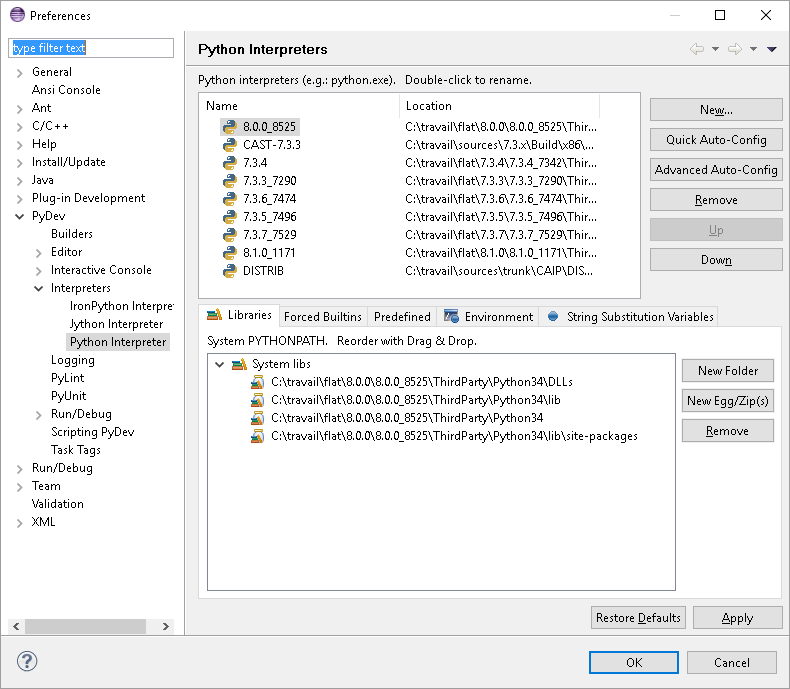 Preferences
type filter text
General
Ansi Console
Ant
C/C++
Help
Install/Update
Java
Plug-in Development
PyDev
Builders
Editor
Interactive Console
Interpreters
IronPython Interpre
Jython Interpreter
Python Interpreter
Logging
PyLint
PyUnit
Run/Debug
Scripting PyDev
Task Tags
Run/Debug
Team
Validation
XML
Python Interpreters
Python interpreters (e.g.: python.exe).   Double-click to rename.
Name Location
8.0.0_8525 C:\travail\flat\8.0.0\8.0.0_8525\Thir...
CAST-7.3.3 C:\travail\sources\7.3.x\Build\x86\...
7.3.4 C:\travail\flat\7.3.4\7.3.4_7342\Thir...
7.3.3_7290 C:\travail\flat\7.3.3\7.3.3_7290\Thir...
7.3.6_7474 C:\travail\flat\7.3.6\7.3.6_7474\Thir...
7.3.5_7496 C:\travail\flat\7.3.5\7.3.5_7496\Thir...
7.3.7_7529 C:\travail\flat\7.3.7\7.3.7_7529\Thir...
8.1.0_1171 C:\travail\flat\8.1.0\8.1.0_1171\Thir...
DISTRIB C:\travail\sources\trunk\CAIP\DIS...
New...
Quick Auto-Config
Advanced Auto-Config
Remove
Up
Down
Libraries Forced Builtins Predefined Environment String Substitution Variables
System PYTHONPATH.   Reorder with Drag & Drop.
System libs
C:\travail\flat\8.0.0\8.0.0_8525\ThirdParty\Python34\DLLs
C:\travail\flat\8.0.0\8.0.0_8525\ThirdParty\Python34\lib
C:\travail\flat\8.0.0\8.0.0_8525\ThirdParty\Python34
C:\travail\flat\8.0.0\8.0.0_8525\ThirdParty\Python34\lib\site-packages
New Folder
New Egg/Zip(s)
Remove
Restore Defaults Apply
OK Cancel